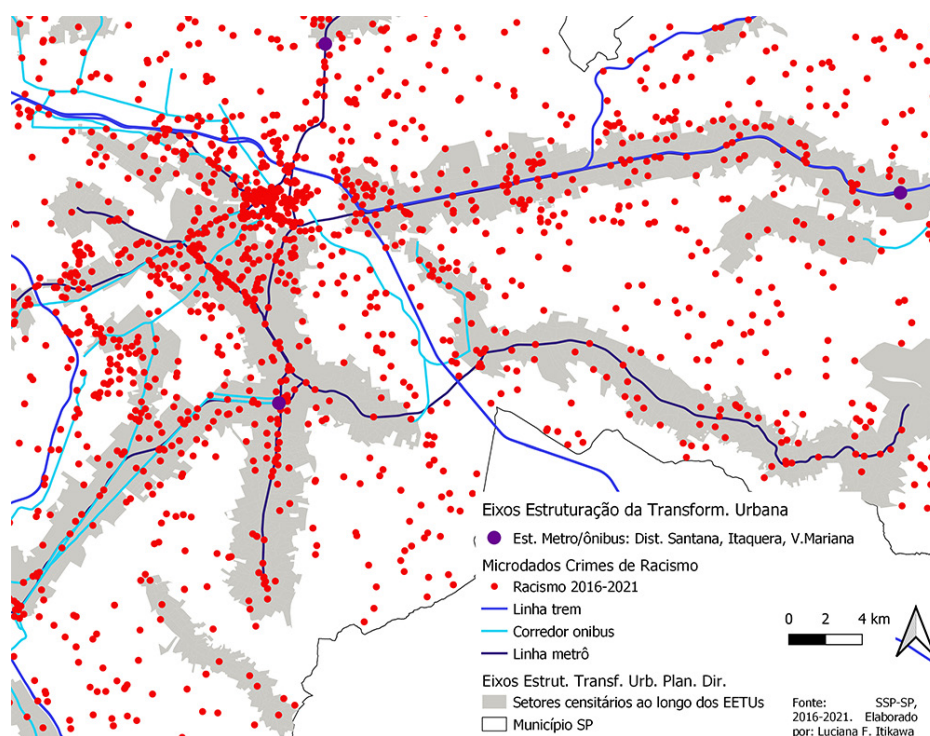 Eixos Estruturação da Transform. Urbana
Est. Metro/ônibus: Dist. Santana, Itaquera, V.Mariana
Microdados Crimes de Racismo
Racismo 2016-2021
Linha trem
Corredor onibus
Linha metrô
0 2 4 km
Eixos Estrut. Transf. Urb. Plan. Dir.
Setores censitários ao longo dos EETUs
Município SP
Fonte: SSP-SP,
2016-2021. Elaborado
por: Luciana F. Itikawa